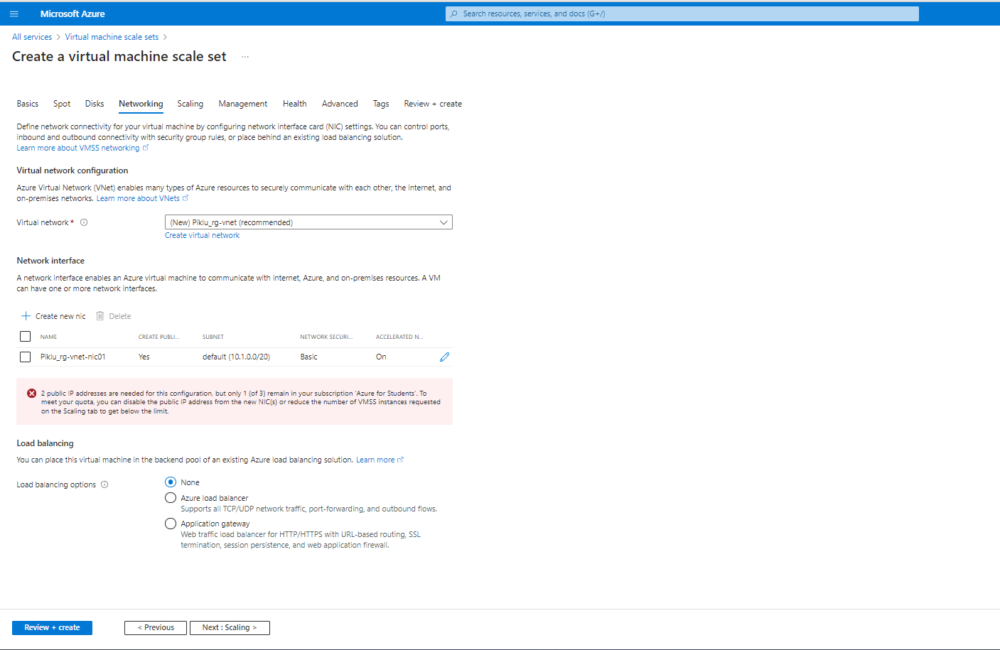 Microsoft Azure
Search resources, services, and docs (G+/)
All services > Virtual machine scale sets >
Create a virtual machine scale set ...
Basics Spot Disks Networking Scaling Management Health Advanced Tags Review + create
Define network connectivity for your virtual machine by configuring network interface card (NIC) settings. You can control ports,
inbound and outbound connectivity with security group rules, or place behind an existing load balancing solution.
Learn more about VMSS networking
Virtual network configuration
Azure Virtual Network (VNet) enables many types of Azure resources to securely communicate with each other, the internet, and
on-premises networks. Learn more about VNets
Virtual network *
(New) Piklu_rg-vnet (recommended)
Create virtual network
Network interface
A network interface enables an Azure virtual machine to communicate with internet, Azure, and on-premises resources. A VM
can have one or more network interfaces.
Create new nic Delete
NAME CREATE PUBLI... SUBNET NETWORK SECURI... ACCELERATED N...
Piklu_rg-vnet-nic01 Yes default (10.1.0.0/20) Basic On
2 public IP addresses are needed for this configuration, but only 1 (of 3) remain in your subscription 'Azure for Students'. To
meet your quota, you can disable the public IP address from the new NIC(s) or reduce the number of VMSS instances requested
on the Scaling tab to get below the limit.
Load balancing
You can place this virtual machine in the backend pool of an existing Azure load balancing solution. Learn more
Load balancing options
None
Azure load balancer
Supports all TCP/UDP network traffic, port-forwarding, and outbound flows.
Application gateway
Web traffic load balancer for HTTP/HTTPS with URL-based routing, SSL
termination, session persistence, and web application firewall.
Review + create < Previous Next : Scaling >